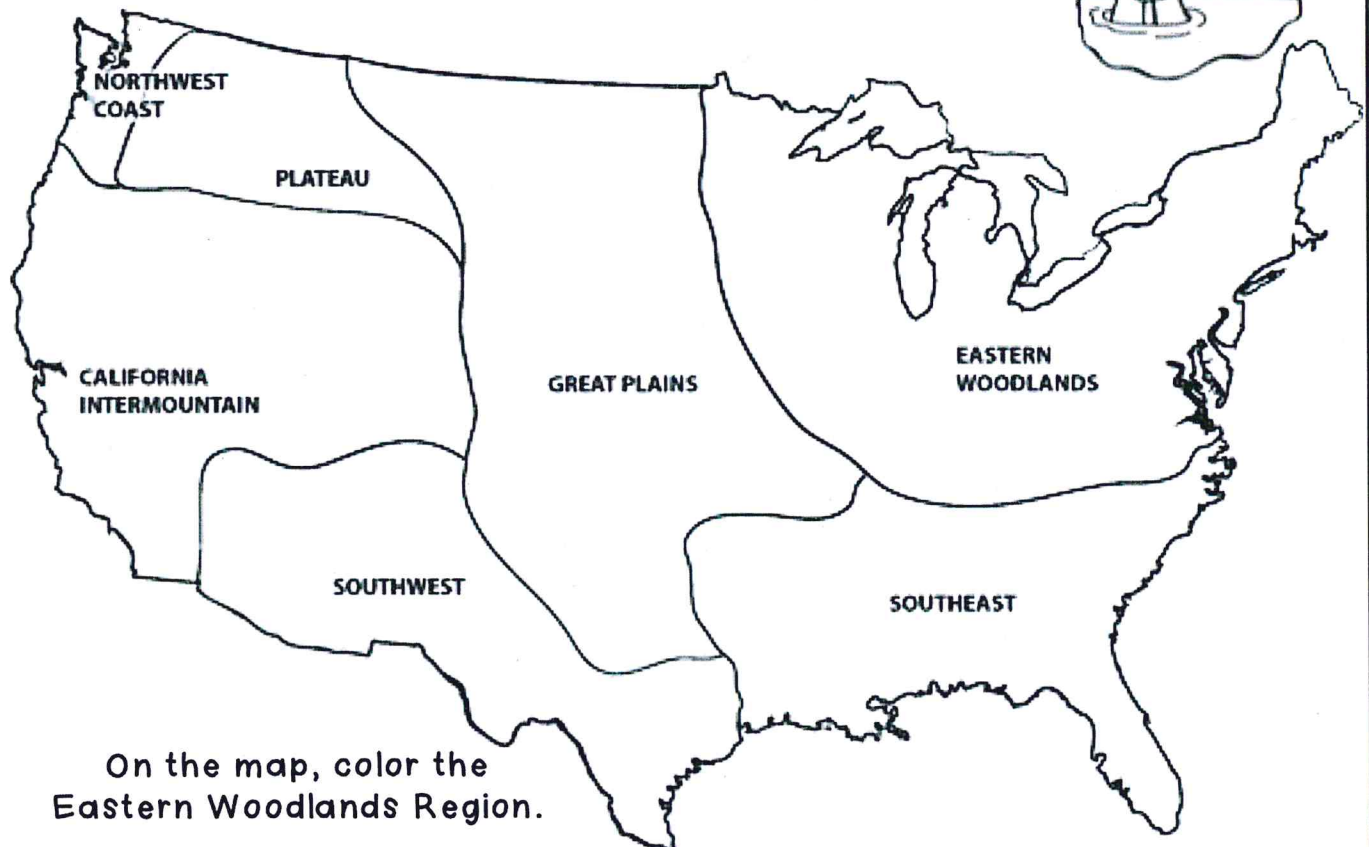 NORTHWEST
COAST
PLATEAU
CALIFORNIA
INTERMOUNTAIN
GREAT PLAINS
EASTERN
WOODLANDS
SOUTHWEST
SOUTHEAST
On the map, color the
Eastern Woodlands Region.